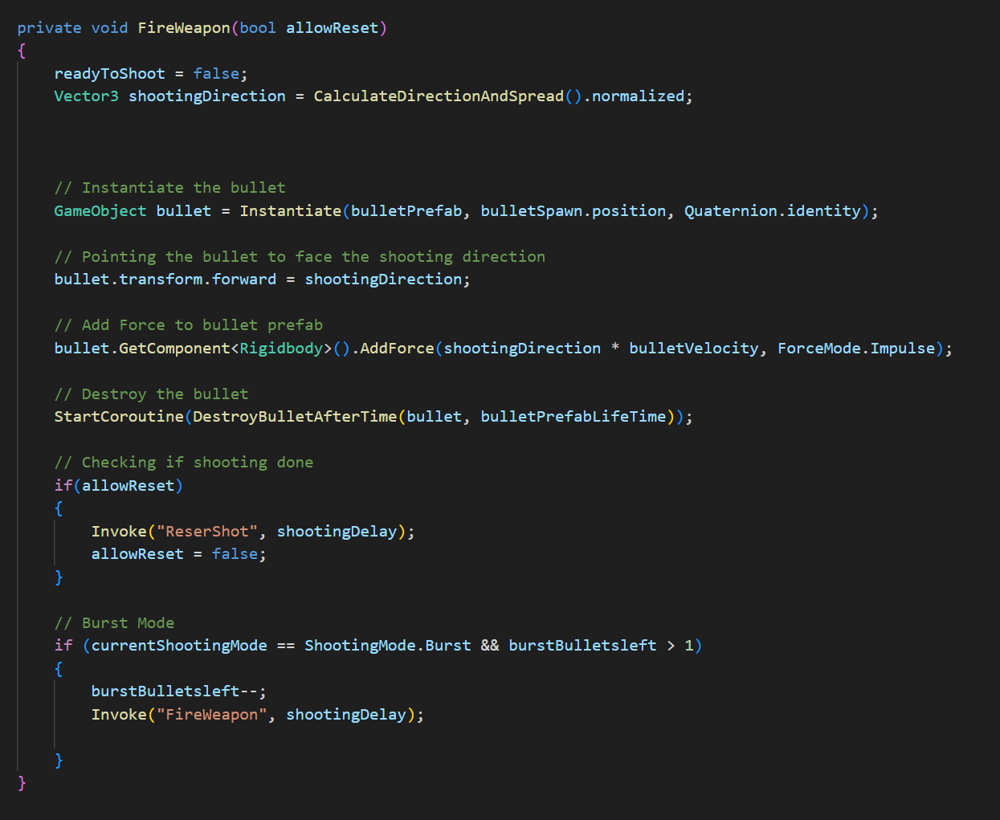 private void FireWeapon(bool allowReset)
{
readyToShoot = false;
Vector3 shootingDirection = CalculateDirectionAndSpread().normalized;
// Instantiate the bullet
GameObject bullet = Instantiate(bulletPrefab, bulletSpawn.position, Quaternion.identity);
// Pointing the bullet to face the shooting direction
bullet.transform.forward = shootingDirection;
// Add Force to bullet prefab
bullet.GetComponent<Rigidbody>().AddForce(shootingDirection * bulletVelocity, ForceMode.Impulse);
// Destroy the bullet
StartCoroutine(DestroyBulletAfterTime(bullet, bulletPrefabLifeTime));
// Checking if shooting done
if(allowReset)
{
Invoke("ReserShot", shootingDelay);
allowReset = false;
}
// Burst Mode
if (currentShootingMode == ShootingMode.Burst && burstBulletsleft > 1)
{
burstBulletsleft--;
Invoke("FireWeapon", shootingDelay);
}
}